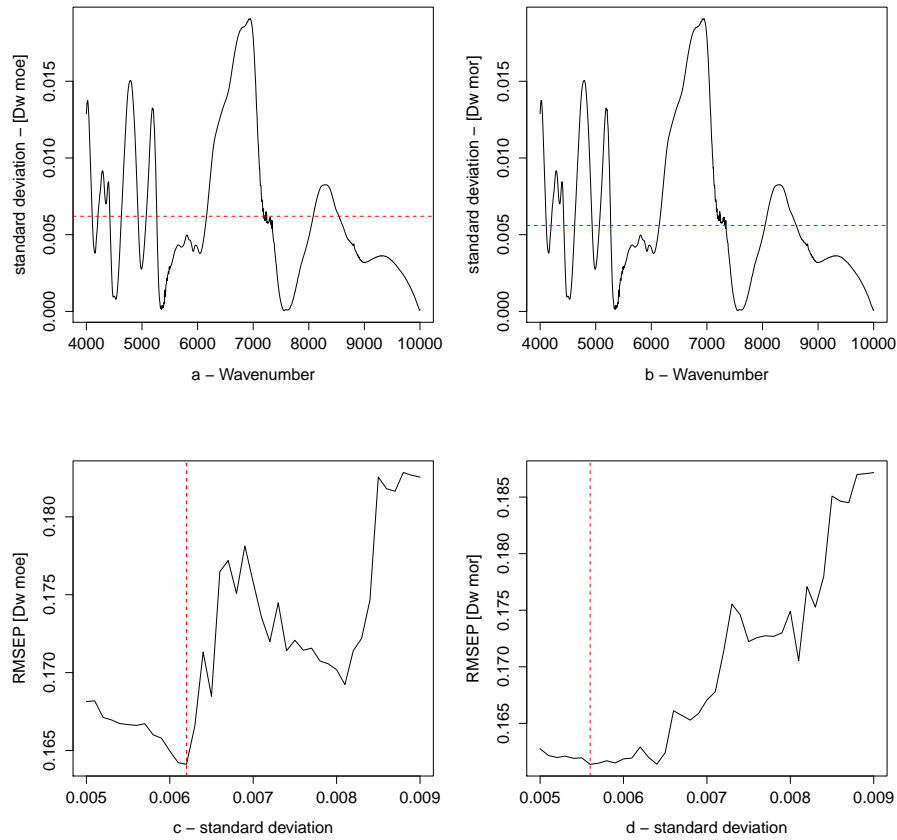 standard deviation − [Dw moe]
0.000 0.005 0.010 0.015
4000 5000 6000 7000 8000 9000 10000
a − Wavenumber
standard deviation − [Dw mor]
0.000 0.005 0.010 0.015
4000 5000 6000 7000 8000 9000 10000
b − Wavenumber
RMSEP [Dw moe]
0.165 0.170 0.175 0.180
0.005 0.006 0.007 0.008 0.009
c − standard deviation
RMSEP [Dw mor]
0.165 0.170 0.175 0.180 0.185
0.005 0.006 0.007 0.008 0.009
d − standard deviation